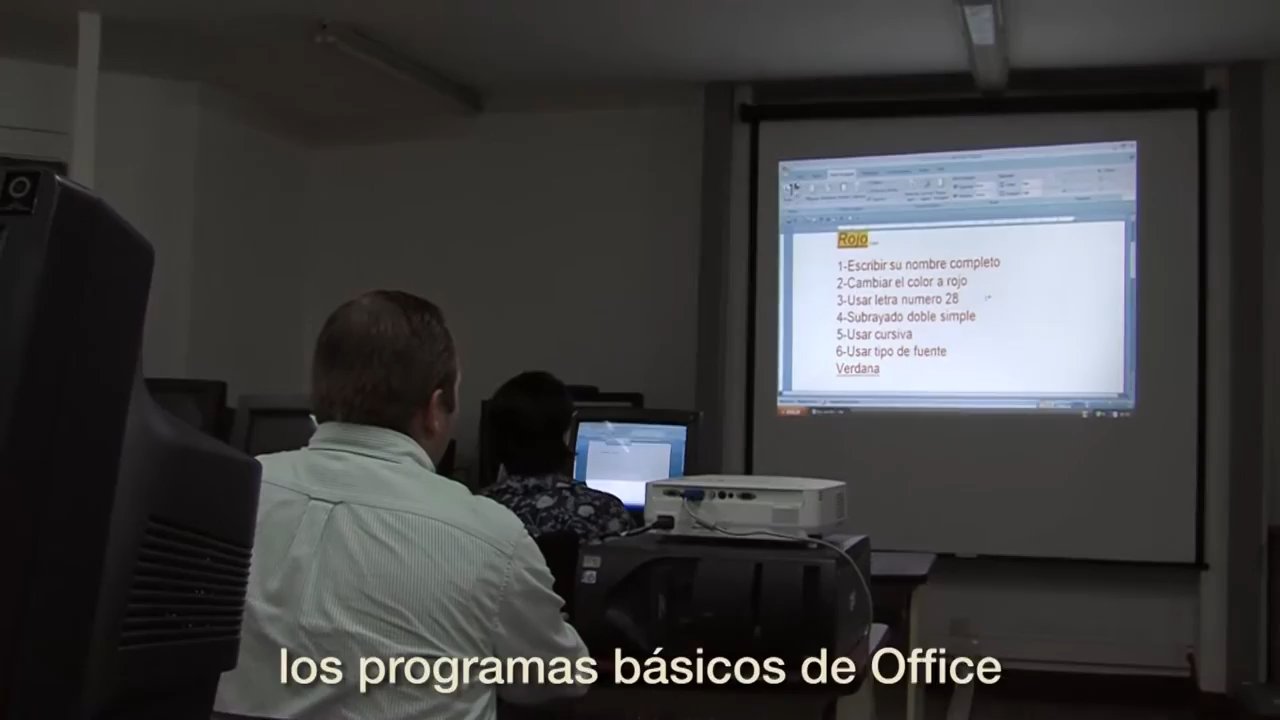 Rojo
1-Escribir su nombre completo
2-Cambiar el color a rojo
3-Usar letra numero 28
4-Subrayado doble simple
5-Usar cursiva
6-Usar tipo de fuente
Verdana
los programas básicos de Office